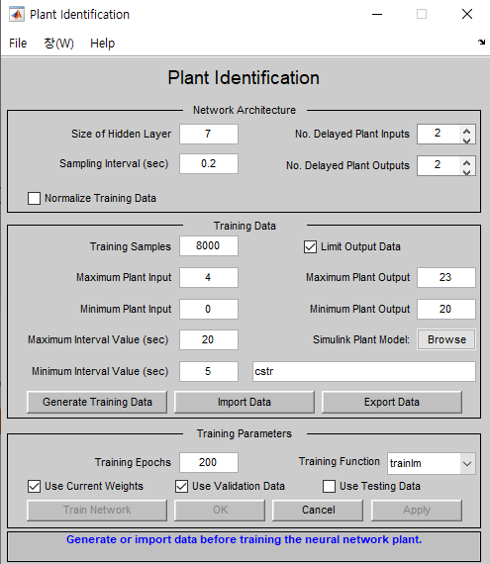 Plant Identification
File 창(W) Help
Plant Identification
Network Architecture
Size of Hidden Layer 7 No. Delayed Plant Inputs 2
Sampling Interval (sec) 0.2 No. Delayed Plant Outputs 2
Normalize Training Data
Training Data
Training Samples 8000 Limit Output Data
Maximum Plant Input 4 Maximum Plant Output 23
Minimum Plant Input 0 Minimum Plant Output 20
Maximum Interval Value (sec) 20 Simulink Plant Model: Browse
Minimum Interval Value (sec) 5 cstr
Generate Training Data Import Data Export Data
Training Parameters
Training Epochs 200 Training Function trainlm
Use Current Weights Use Validation Data Use Testing Data
Train Network OK Cancel Apply
Generate or import data before training the neural network plant.